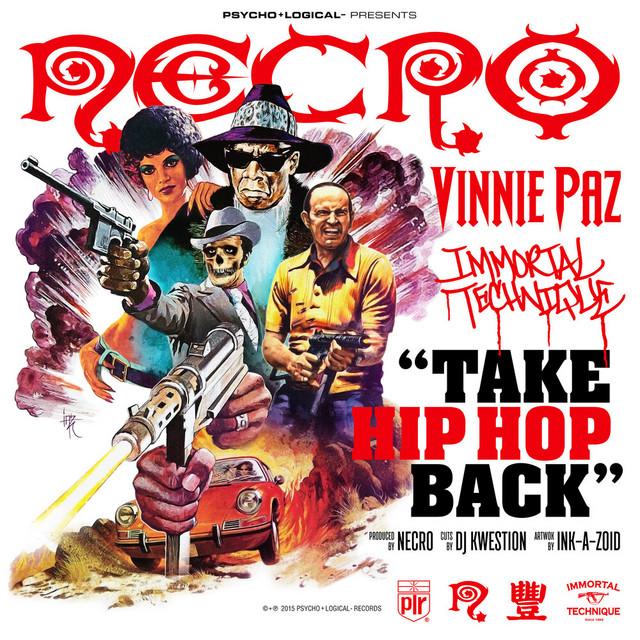 PSYCHO+LOGICAL- PRESENTS
NECRO
VINNIE PAZ
IMMORTAL
TECHNIQUE
"TAKE
HIP HOP
BACK"
PRODUCED BY NECRO CUTS BY DJ KWESTION ARTWORK BY INK-A-ZOID
©+℗ 2015 PSYCHO+LOGICAL- RECORDS
plr
豐
IMMORTAL
TECHNIQUE